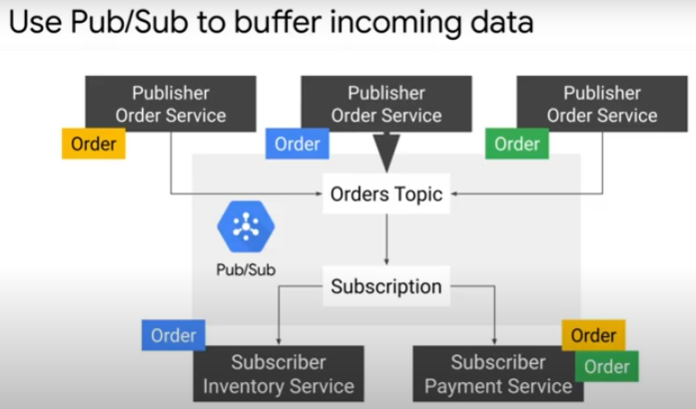 Use Pub/Sub to buffer incoming data
Publisher
Order Service
Publisher
Order Service
Publisher
Order Service
Order
Order
Order
Orders Topic
Pub/Sub
Subscription
Order
Subscriber
Inventory Service
Order
Subscriber
Payment Service
Order